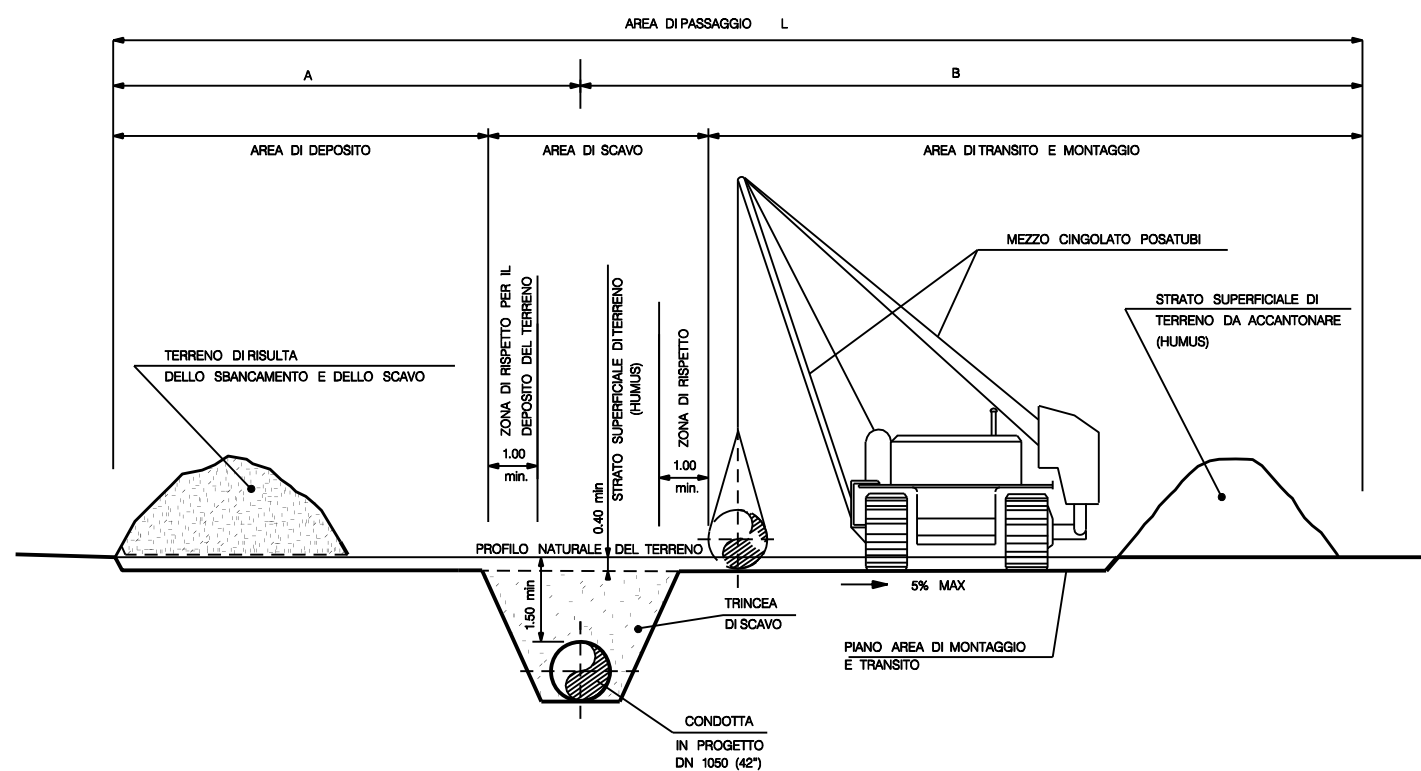 AREA DI PASSAGGIO L
A
B
AREA DI DEPOSITO
AREA DI SCAVO
AREA DI TRANSITO E MONTAGGIO
MEZZO CINGOLATO POSATUBI
STRATO SUPERFICIALE DI
TERRENO DA ACCANTONARE
(HUMUS)
TERRENO DI RISULTA
DELLO SBANCAMENTO E DELLO SCAVO
ZONA DI RISPETTO PER IL
DEPOSITO DEL TERRENO
1.00
min.
STRATO SUPERFICIALE DI TERRENO
(HUMUS)
0.40 min
ZONA DI RISPETTO
1.00
min.
PROFILO NATURALE DEL TERRENO
1.50 min
5% MAX
TRINCEA
DI SCAVO
PIANO AREA DI MONTAGGIO
E TRANSITO
CONDOTTA
IN PROGETTO
DN 1050 (42")